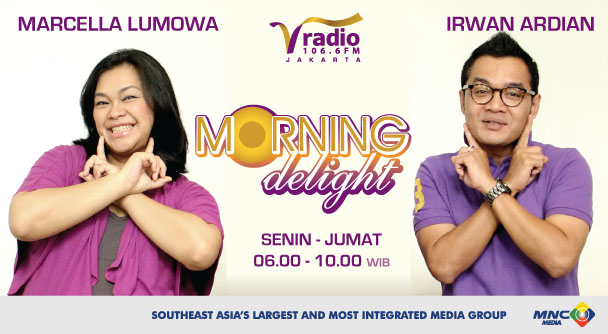 MARCELLA LUMOWA
V radio
106.6FM
JAKARTA
IRWAN ARDIAN
MORNING
delight
SENIN - JUMAT
06.00 - 10.00 WIB
3
SOUTHEAST ASIA'S LARGEST AND MOST INTEGRATED MEDIA GROUP
MNC
MEDIA